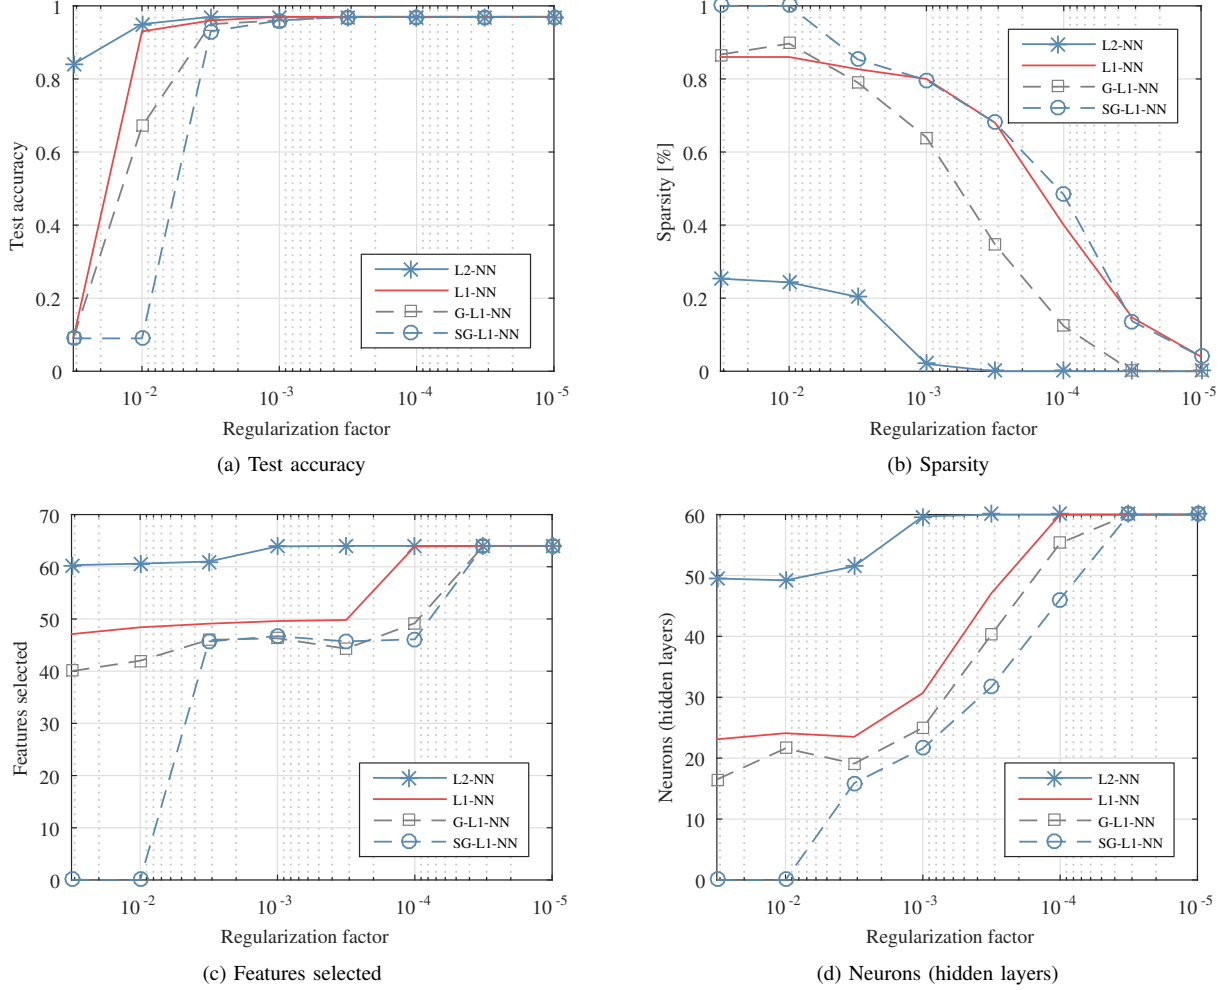 1
0.8
0.6
0.4
0.2
0
Test accuracy
L2-NN
L1-NN
G-L1-NN
SG-L1-NN
10^-2
10^-3
10^-4
10^-5
Regularization factor
(a) Test accuracy
1
0.8
0.6
0.4
0.2
0
Sparsity [%]
L2-NN
L1-NN
G-L1-NN
SG-L1-NN
10^-2
10^-3
10^-4
10^-5
Regularization factor
(b) Sparsity
70
60
50
40
30
20
10
0
Features selected
L2-NN
L1-NN
G-L1-NN
SG-L1-NN
10^-2
10^-3
10^-4
10^-5
Regularization factor
(c) Features selected
60
50
40
30
20
10
0
Neurons (hidden layers)
L2-NN
L1-NN
G-L1-NN
SG-L1-NN
10^-2
10^-3
10^-4
10^-5
Regularization factor
(d) Neurons (hidden layers)